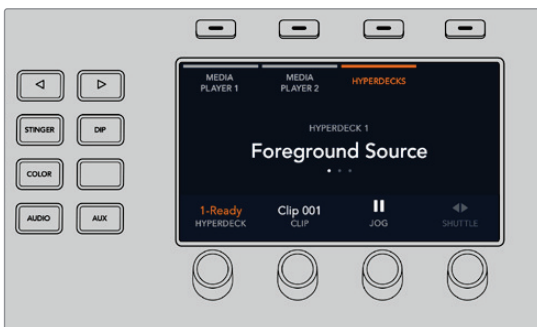 MEDIA
PLAYER 1
MEDIA
PLAYER 2
HYPERDECKS
HYPERDECK 1
Foreground Source
STINGER
DIP
COLOR
AUDIO
AUX
1-Ready
HYPERDECK
Clip 001
CLIP
JOG
SHUTTLE